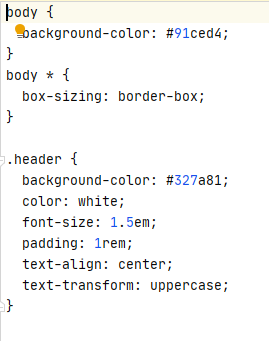 body {
  background-color: #91ced4;
}
body * {
  box-sizing: border-box;
}

.header {
  background-color: #327a81;
  color: white;
  font-size: 1.5em;
  padding: 1rem;
  text-align: center;
  text-transform: uppercase;
}